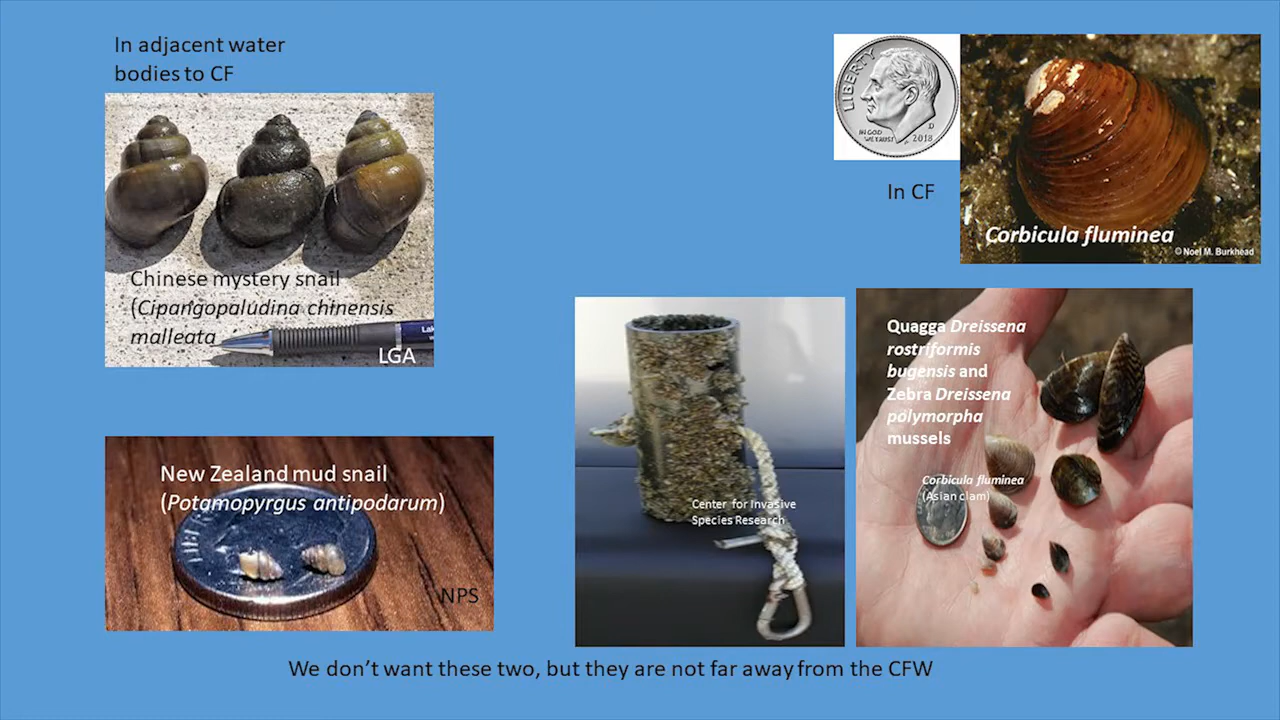 In adjacent water
bodies to CF
Chinese mystery snail
(Cipangopaludina chinensis
malleata
Lak
LGA
New Zealand mud snail
(Potamopyrgus antipodarum)
NPS
LIBERTY
IN GOD
WE TRUST
D
2018
In CF
Corbicula fluminea
© Noel M. Burkhead
Center for Invasive
Species Research
Quagga Dreissena
rostriformis
bugensis and
Zebra Dreissena
polymorpha
mussels
Corbicula fluminea
(Asian clam)
We don't want these two, but they are not far away from the CFW